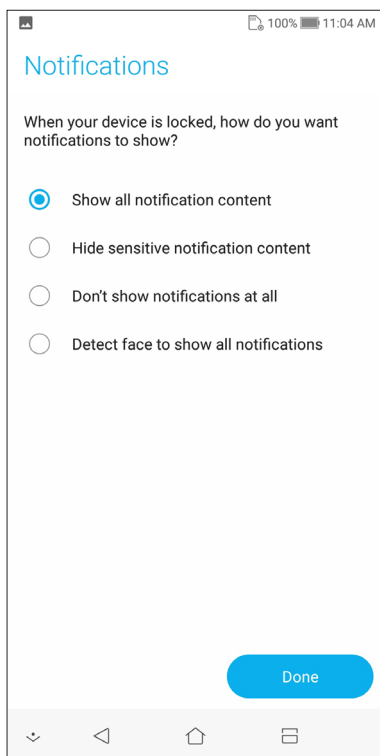 100% 11:04 AM
Notifications
When your device is locked, how do you want
notifications to show?
Show all notification content
Hide sensitive notification content
Don't show notifications at all
Detect face to show all notifications
Done